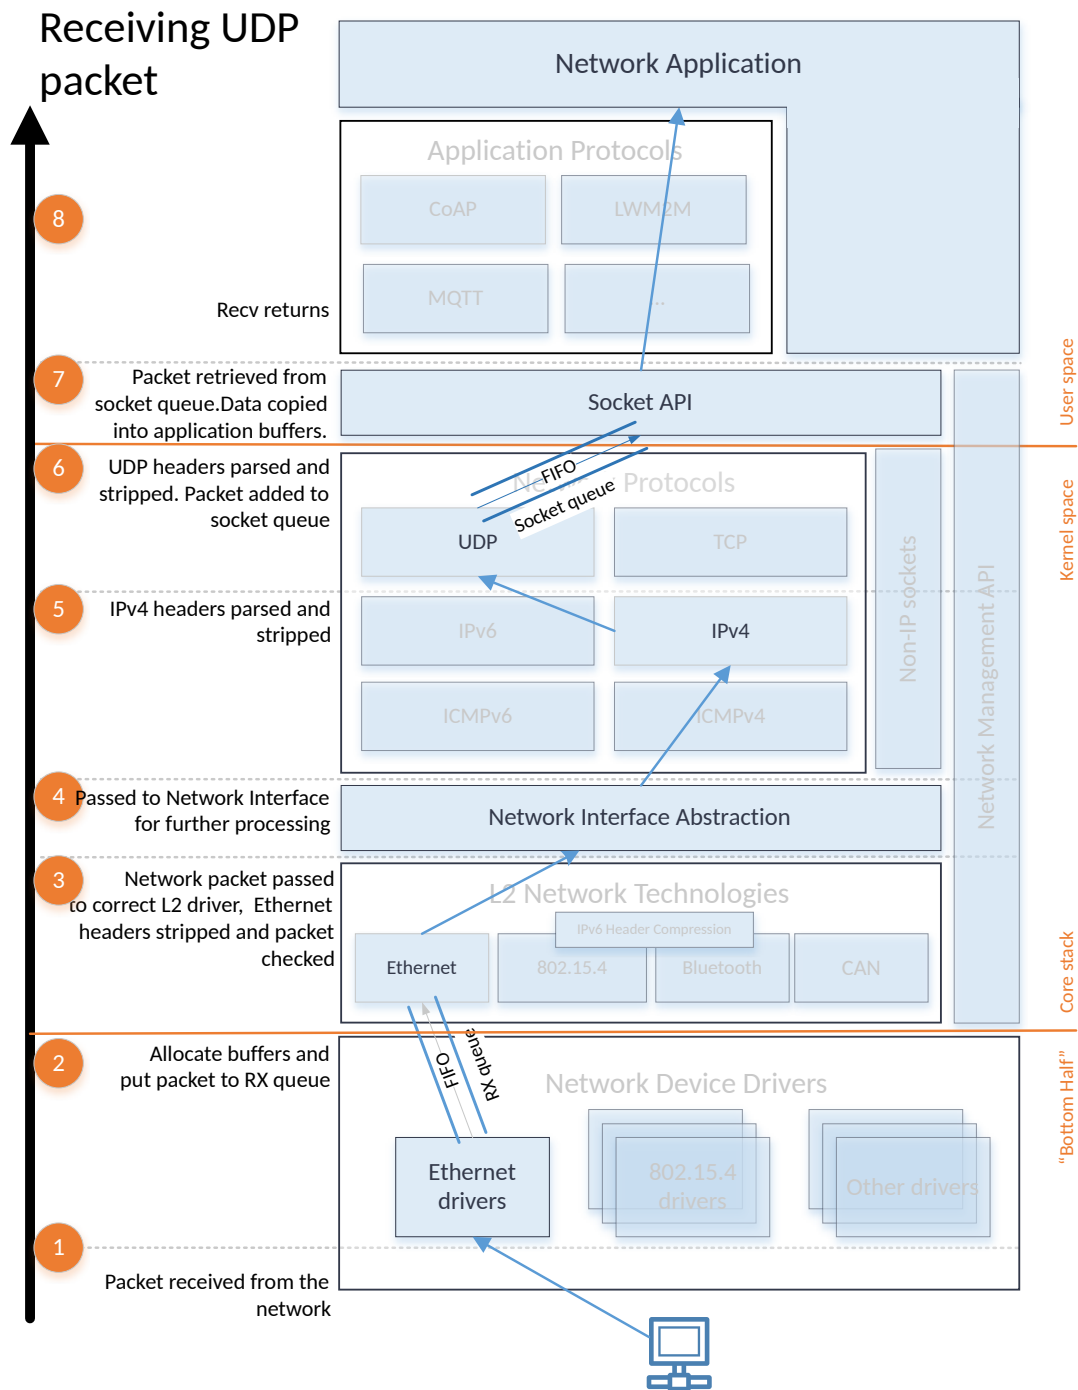 Receiving UDP
packet
Network Application
Application Protocols
CoAP
LWM2M
8
MQTT
..
Recv returns
7
Packet retrieved from
socket queue.Data copied
into application buffers.
Socket API
User space
6
UDP headers parsed and
stripped. Packet added to
socket queue
Network Protocols
FIFO
Socket queue
UDP
TCP
Kernel space
5
IPv4 headers parsed and
stripped
IPv6
IPv4
ICMPv6
ICMPv4
Non-IP sockets
Network Management API
4
Passed to Network Interface
for further processing
Network Interface Abstraction
3
Network packet passed
to correct L2 driver, Ethernet
headers stripped and packet
checked
L2 Network Technologies
IPv6 Header Compression
Ethernet
802.15.4
Bluetooth
CAN
Core stack
2
Allocate buffers and
put packet to RX queue
FIFO
RX queue
Network Device Drivers
"Bottom Half"
Ethernet
drivers
802.15.4
drivers
Other drivers
1
Packet received from the
network